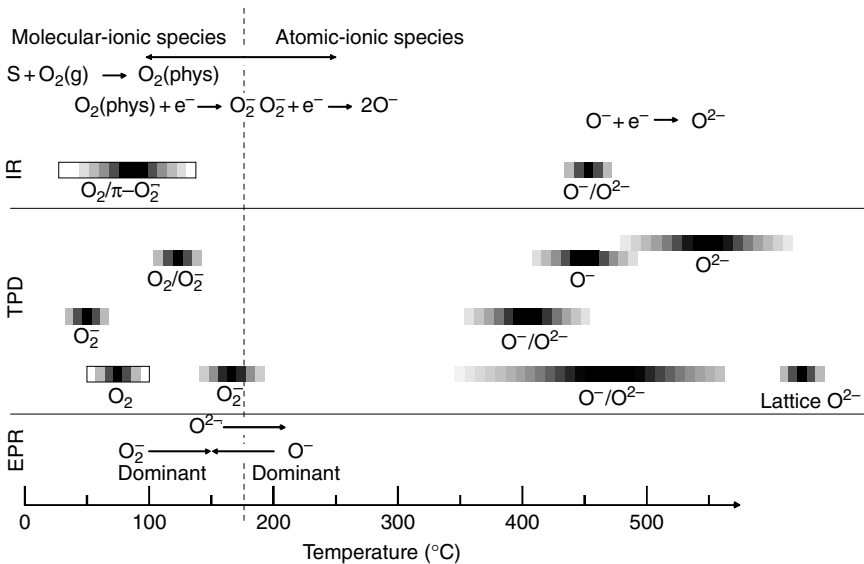 Molecular-ionic species Atomic-ionic species
S + O₂(g) → O₂(phys)
O₂(phys) + e⁻ → O₂⁻ O₂⁻ + e⁻ → 2O⁻
O⁻ + e⁻ → O²⁻
IR
O₂/π–O₂⁻ O⁻/O²⁻
TPD
O²⁻
O₂/O₂⁻ O⁻
O₂⁻ O⁻/O²⁻
O₂ O₂⁻ O⁻/O²⁻ Lattice O²⁻
EPR
O²⁻
O₂⁻ O⁻
Dominant Dominant
0 100 200 300 400 500
Temperature (°C)